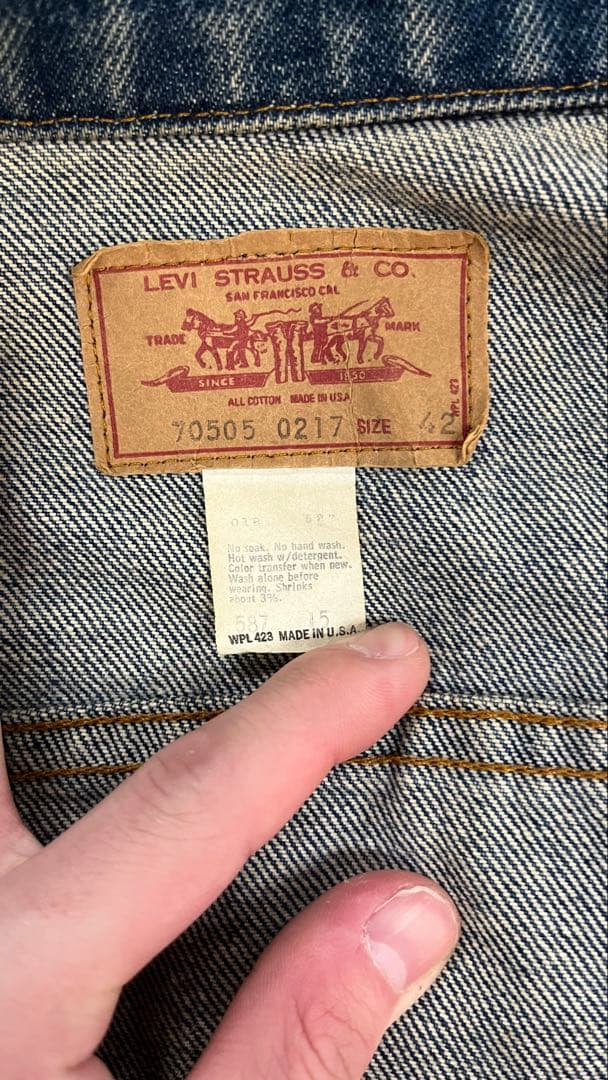 LEVI STRAUSS & CO.
SAN FRANCISCO CAL
TRADE MARK
SINCE 1850
ALL COTTON MADE IN U S A
WPL 423
70505 0217 SIZE 42
No soak. No hand wash.
Hot wash w/detergent.
Color transfer when new.
Wash alone before
wearing. Shrinks
about 3%.
587 15
WPL 423 MADE IN U.S.A.